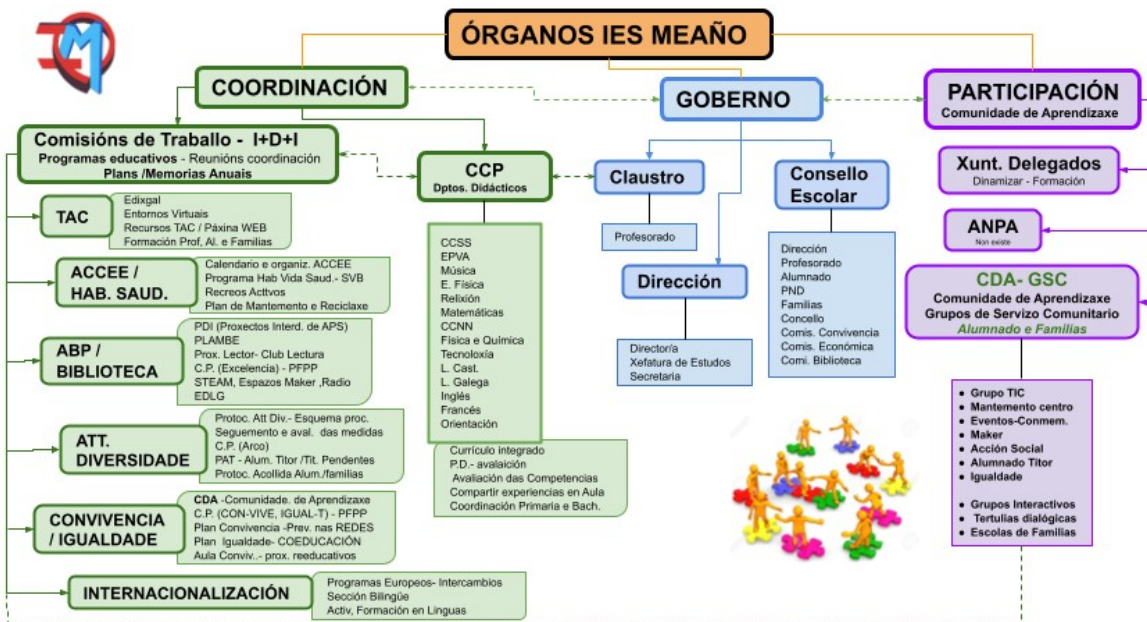 ÓRGANOS IES MEAÑO
COORDINACIÓN
GOBERNO
PARTICIPACIÓN
Comunidade de Aprendizaxe
Comisións de Traballo - I+D+I
Programas educativos - Reunións coordinación
Plans /Memorias Anuais
TAC
Edixgal
Entornos Virtuais
Recursos TAC / Páxina WEB
Formación Prof, Al. e Familias
ACCEE /
HAB. SAUD.
Calendario e organiz. ACCEE
Programa Hab Vida Saud.- SVB
Recreos Activos
Plan de Mantemento e Reciclaxe
ABP /
BIBLIOTECA
PDI (Proxectos Interd. de APS)
PLAMBE
Prox. Lector- Club Lectura
C.P. (Excelencia) - PFPP
STEAM, Espazos Maker ,Radio
EDLG
ATT.
DIVERSIDADE
Protoc. Att Div.- Esquema proc.
Seguemento e aval. das medidas
C.P. (Arco)
PAT - Alum. Titor /Tit. Pendentes
Protoc. Acollida Alum./familias
CONVIVENCIA
/ IGUALDADE
CDA -Comunidade. de Aprendizaxe
C.P. (CON-VIVE, IGUAL-T) - PFPP
Plan Convivencia -Prev. nas REDES
Plan Igualdade- COEDUCACIÓN
Aula Conviv..- prox. reeducativos
INTERNACIONALIZACIÓN
Programas Europeos- Intercambios
Sección Bilingüe
Activ, Formación en Linguas
CCP
Dptos. Didácticos
CCSS
EPVA
Música
E. Física
Relixión
Matemáticas
CCNN
Física e Química
Tecnoloxía
L. Cast.
L. Galega
Inglés
Francés
Orientación
Currículo integrado
P.D.- avalaición
Avaliación das Competencias
Compartir experiencias en Aula
Coordinación Primaria e Bach.
Claustro
Profesorado
Dirección
Director/a
Xefatura de Estudos
Secretaria
Consello
Escolar
Dirección
Profesorado
Alumnado
PND
Familias
Concello
Comis. Convivencia
Comis. Económica
Comi. Biblioteca
Xunt. Delegados
Dinamizar - Formación
ANPA
Non existe
CDA- GSC
Comunidade de Aprendizaxe
Grupos de Servizo Comunitario
Alumnado e Familias
● Grupo TIC
● Mantemento centro
● Eventos-Conmem.
● Maker
● Acción Social
● Alumnado Titor
● Igualdade
● Grupos Interactivos
● Tertulias dialógicas
● Escolas de Familias